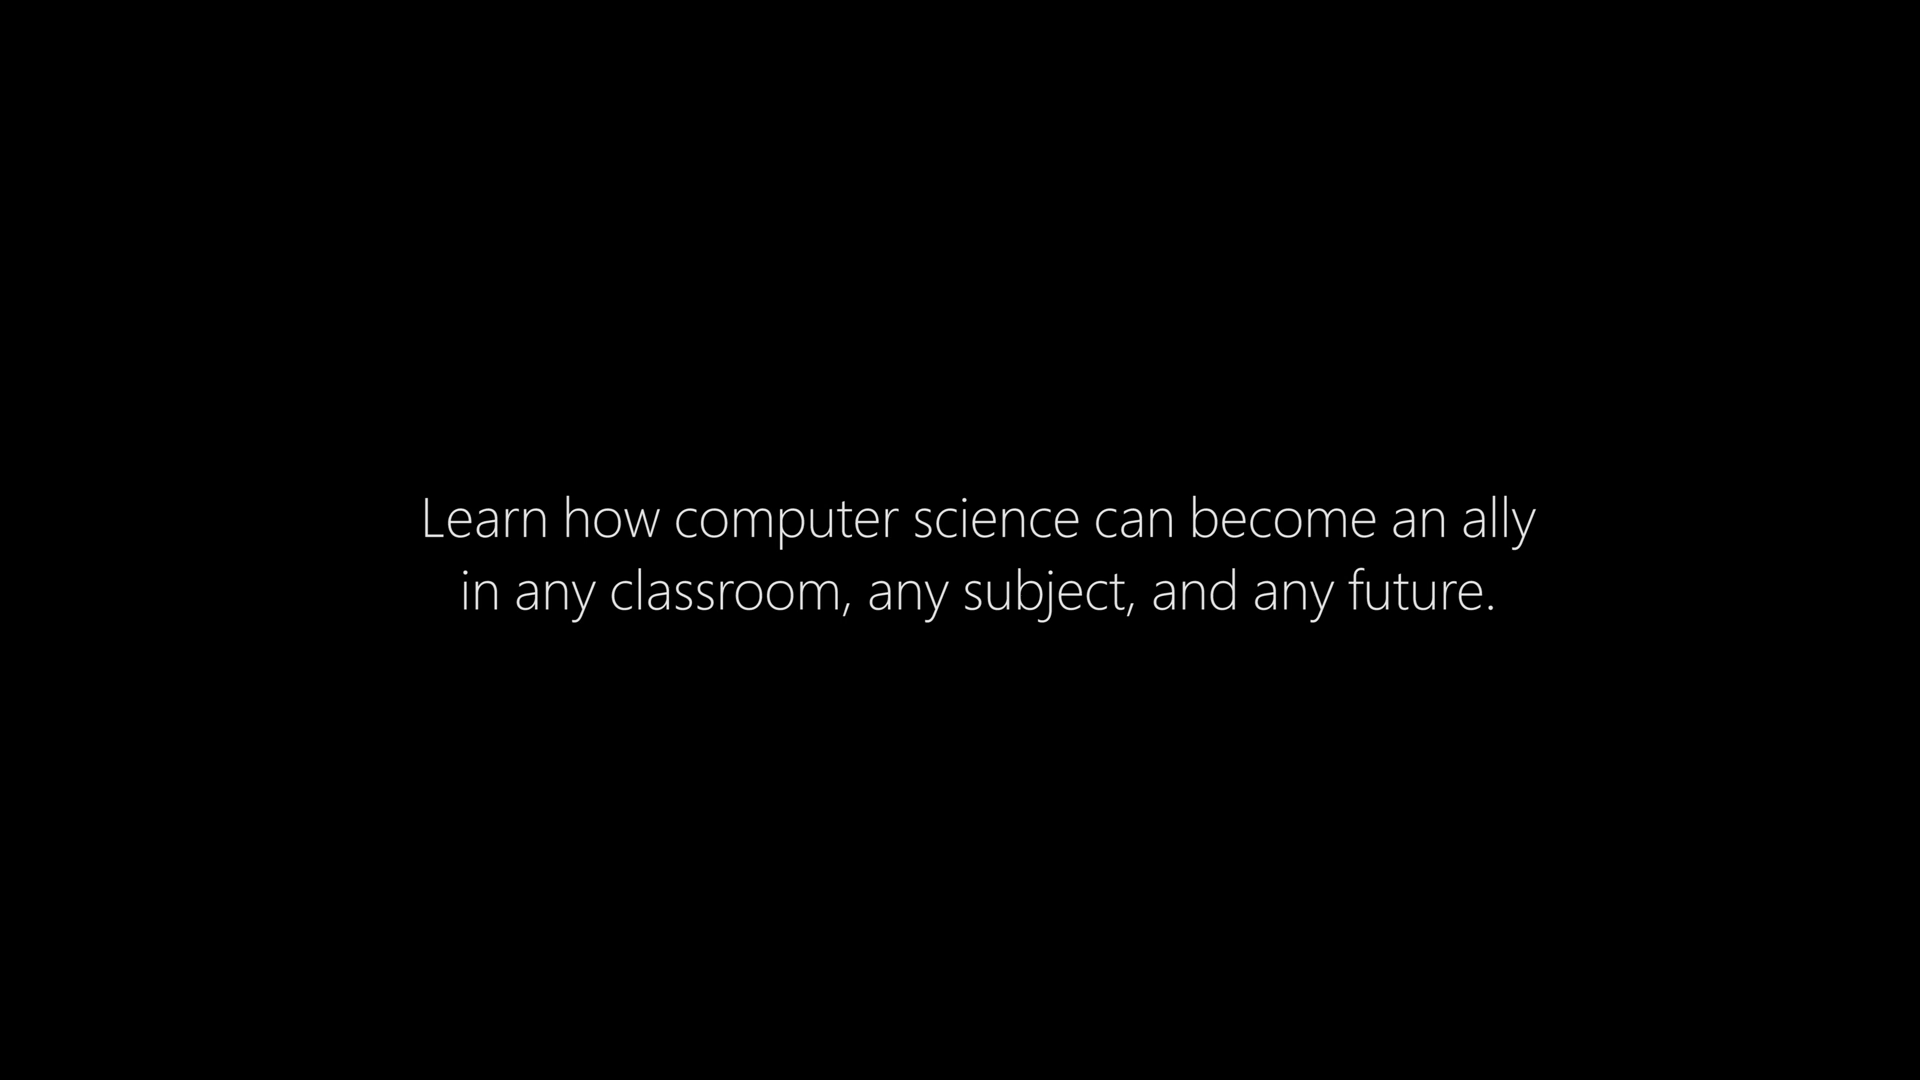 Learn how computer science can become an ally
in any classroom, any subject, and any future.